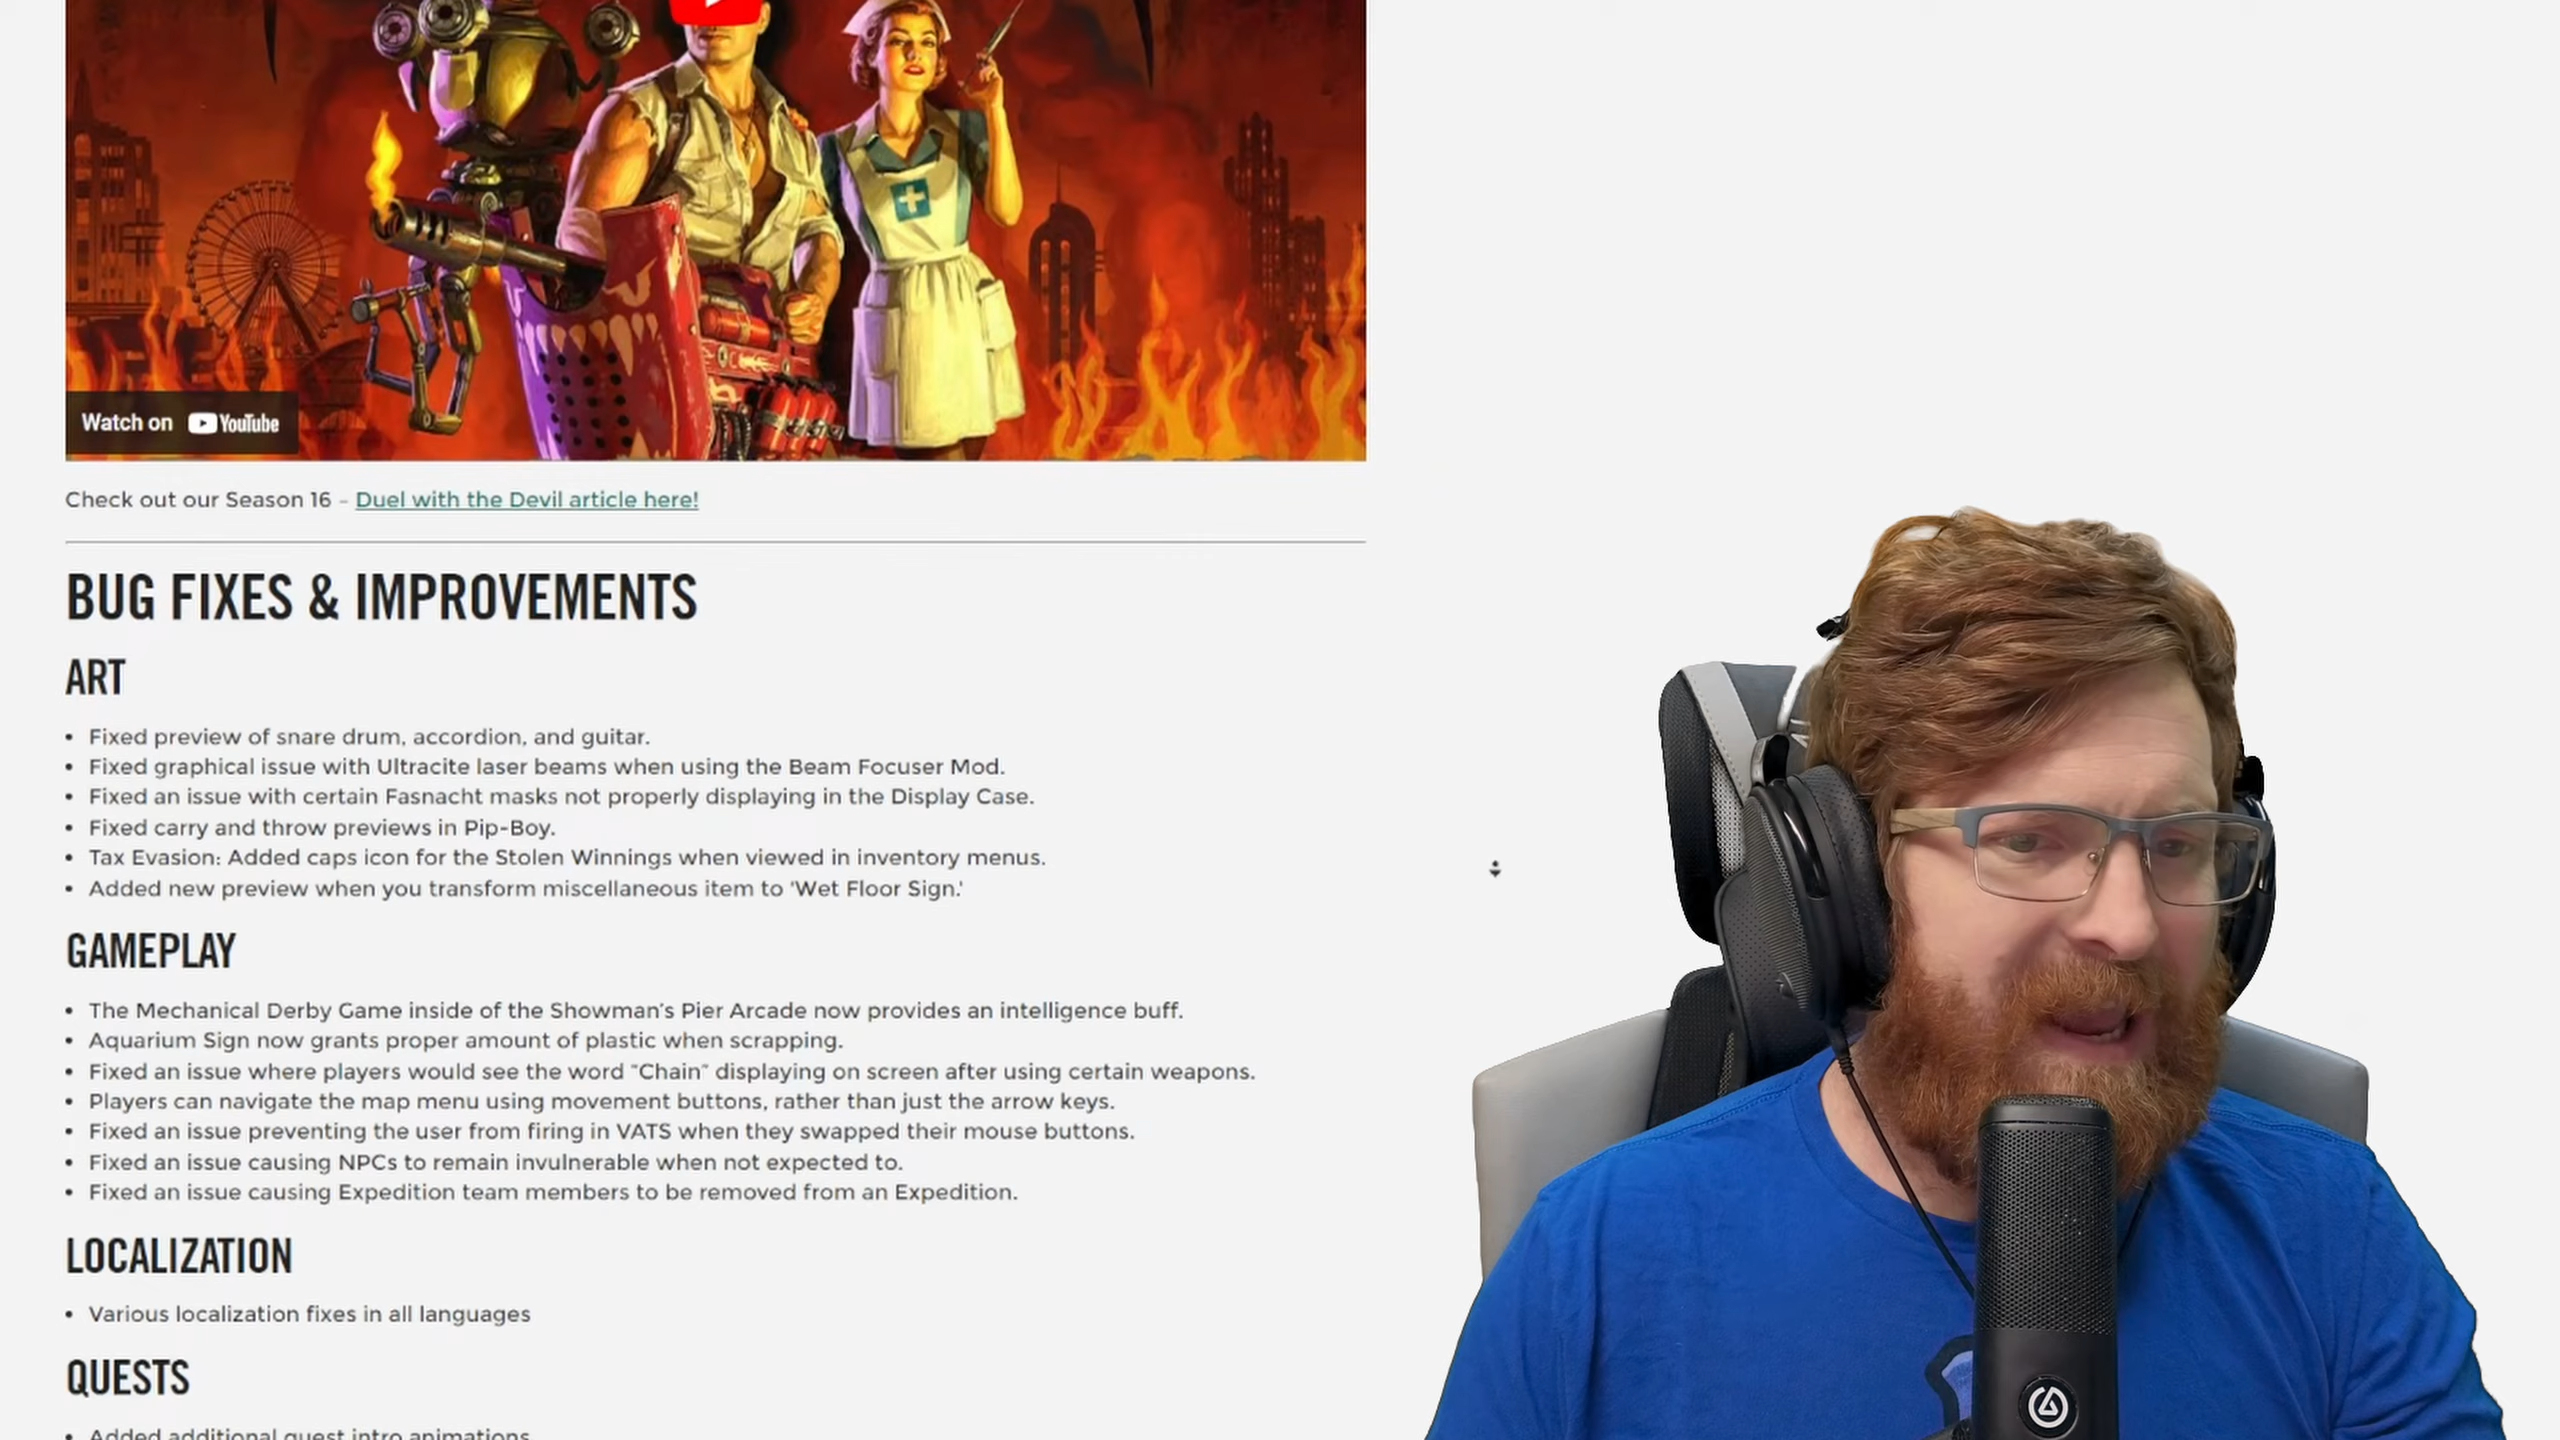 Watch on YouTube
Check out our Season 16 – Duel with the Devil article here!
BUG FIXES & IMPROVEMENTS
ART
• Fixed preview of snare drum, accordion, and guitar.
• Fixed graphical issue with Ultracite laser beams when using the Beam Focuser Mod.
• Fixed an issue with certain Fasnacht masks not properly displaying in the Display Case.
• Fixed carry and throw previews in Pip-Boy.
• Tax Evasion: Added caps icon for the Stolen Winnings when viewed in inventory menus.
• Added new preview when you transform miscellaneous item to 'Wet Floor Sign.'
GAMEPLAY
• The Mechanical Derby Game inside of the Showman's Pier Arcade now provides an intelligence buff.
• Aquarium Sign now grants proper amount of plastic when scrapping.
• Fixed an issue where players would see the word "Chain" displaying on screen after using certain weapons.
• Players can navigate the map menu using movement buttons, rather than just the arrow keys.
• Fixed an issue preventing the user from firing in VATS when they swapped their mouse buttons.
• Fixed an issue causing NPCs to remain invulnerable when not expected to.
• Fixed an issue causing Expedition team members to be removed from an Expedition.
LOCALIZATION
• Various localization fixes in all languages
QUESTS
• Added additional quest intro animations